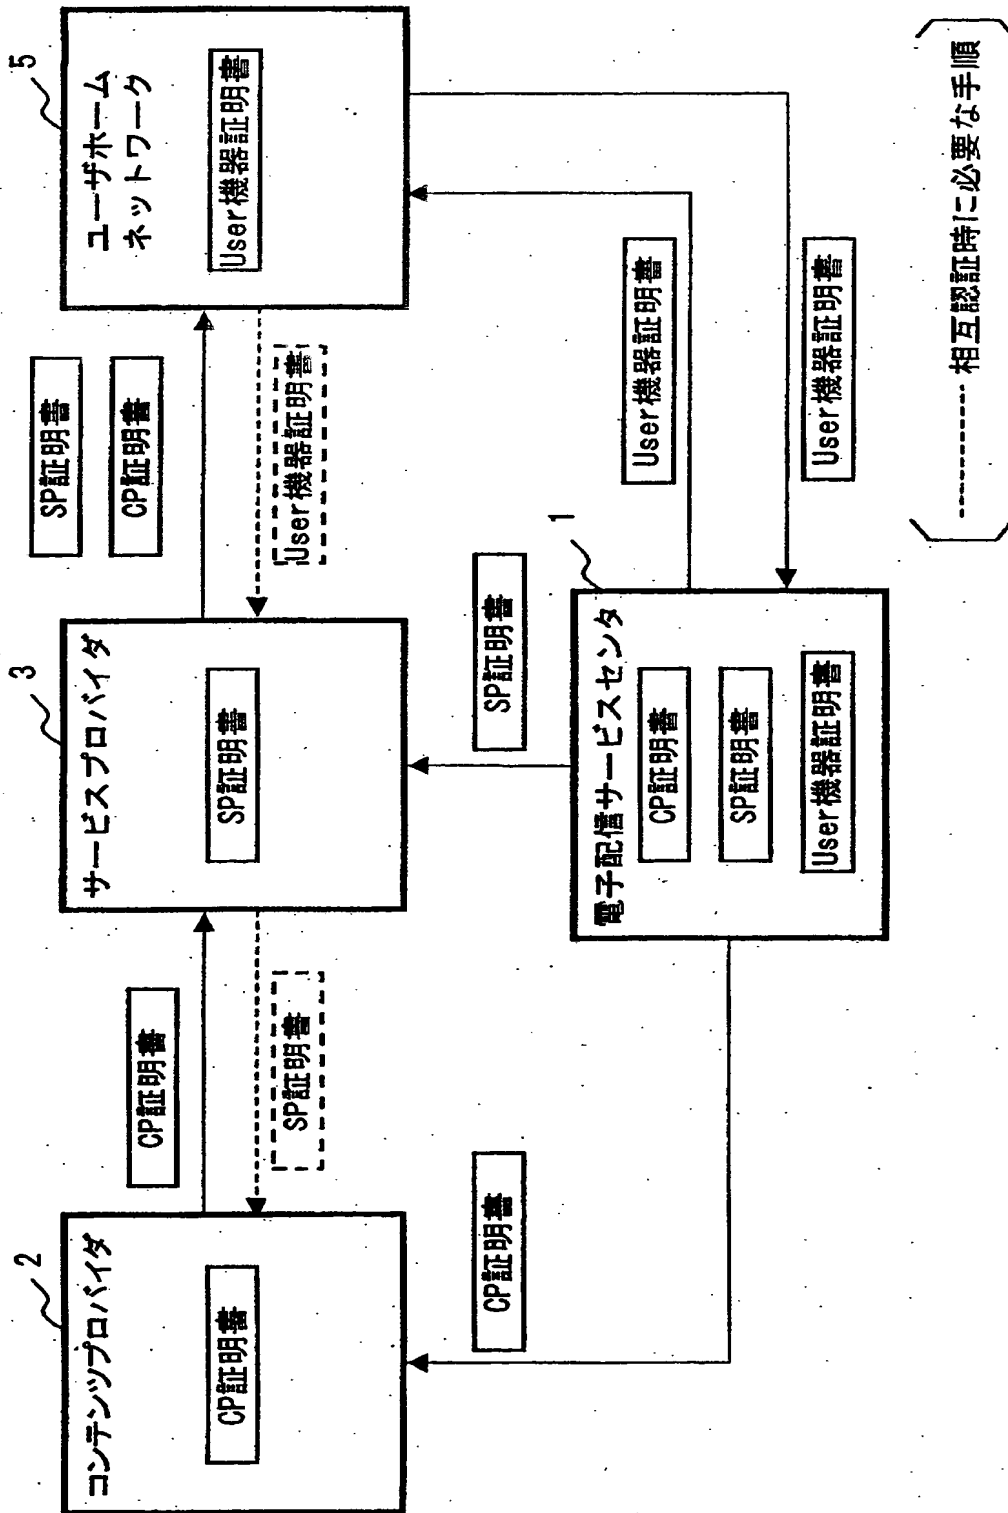 コンテンツプロバイダ
2
CP証明書
CP証明書
SP証明書
サービスプロバイダ
3
SP証明書
SP証明書
CP証明書
User機器証明書
ユーザホーム
ネットワーク
5
User機器証明書
CP証明書
SP証明書
電子配信サービスセンタ
1
CP証明書
SP証明書
User機器証明書
User機器証明書
User機器証明書
相互認証時に必要な手順